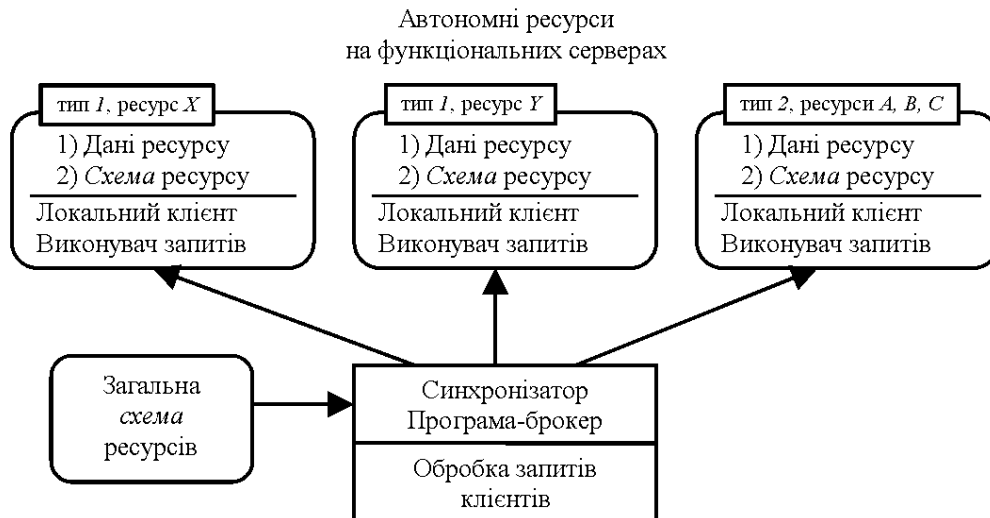 Автономні ресурси
на функціональних серверах
тип 1, ресурс X
1) Дані ресурсу
2) Схема ресурсу
Локальний клієнт
Виконувач запитів
тип 1, ресурс Y
1) Дані ресурсу
2) Схема ресурсу
Локальний клієнт
Виконувач запитів
тип 2, ресурси A, B, C
1) Дані ресурсу
2) Схема ресурсу
Локальний клієнт
Виконувач запитів
Загальна
схема
ресурсів
Синхронізатор
Програма-брокер
Обробка запитів
клієнтів